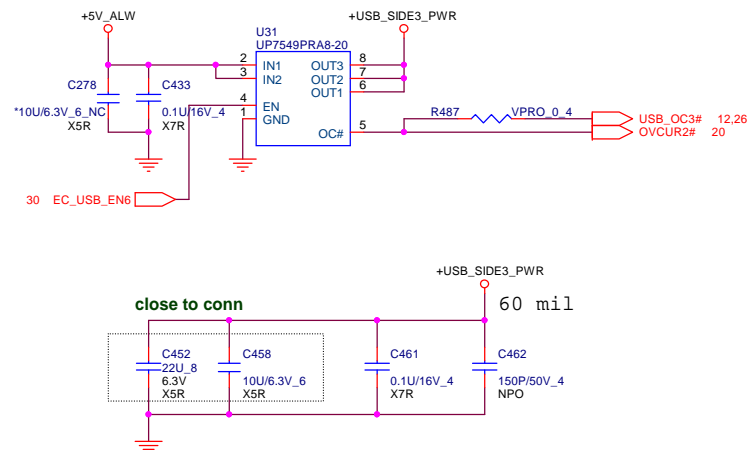 +5V_ALW
+USB_SIDE3_PWR
U31
UP7549PRA8-20
2 IN1 OUT3 8
3 IN2 OUT2 7
OUT1 6
4 EN
1 GND
OC# 5
C278
*10U/6.3V_6_NC
X5R
C433
0.1U/16V_4
X7R
R487 VPRO_0_4
USB_OC3# 12,26
OVCUR2# 20
30 EC_USB_EN6
+USB_SIDE3_PWR
60 mil
close to conn
C452
22U_8
6.3V
X5R
C458
10U/6.3V_6
X5R
C461
0.1U/16V_4
X7R
C462
150P/50V_4
NPO